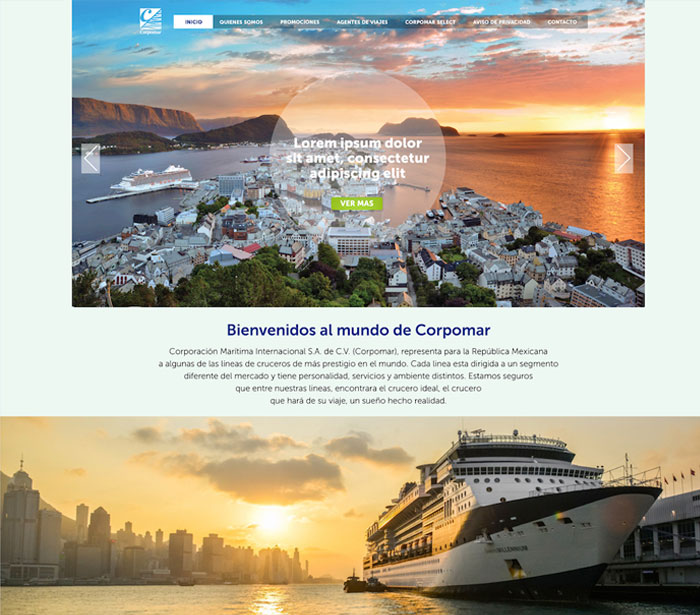 Corpomar
INICIO QUIENES SOMOS PROMOCIONES AGENTES DE VIAJES CORPOMAR SELECT AVISO DE PRIVACIDAD CONTACTO
Lorem ipsum dolor
sit amet, consectetur
adipiscing elit
VER MAS
Bienvenidos al mundo de Corpomar
Corporación Marítima Internacional S.A. de C.V. (Corpomar), representa para la República Mexicana
a algunas de las líneas de cruceros de más prestigio en el mundo. Cada linea esta dirigida a un segmento
diferente del mercado y tiene personalidad, servicios y ambiente distintos. Estamos seguros
que entre nuestras lineas, encontrara el crucero ideal, el crucero
que hará de su viaje, un sueño hecho realidad.
MILLENNIUM